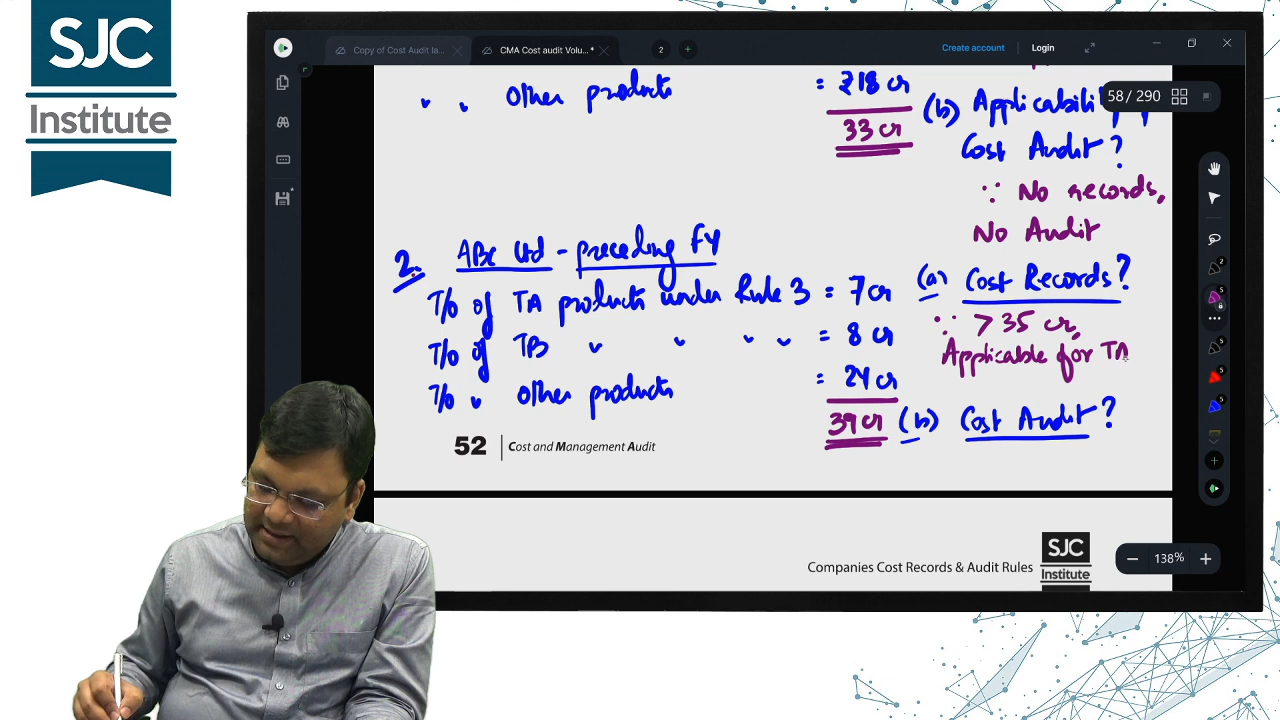 SJC
Institute
Copy of Cost Audit la...
CMA Cost audit Volu...*
2
Create account
Login
58 / 290
" " Other products = ₹18 cr
33 cr
(b) Applicabili
Cost Audit?
∵ No records,
No Audit
2. ABC Ltd - preceding FY
T/o of TA products under Rule 3 = 7 cr
T/o of TB " " " " = 8 cr
T/o " other products = 24 cr
39 cr
(a) Cost Records?
∵ > 35 cr,
Applicable for TA
(b) Cost Audit?
52 | Cost and Management Audit
Companies Cost Records & Audit Rules
SJC
Institute
138%